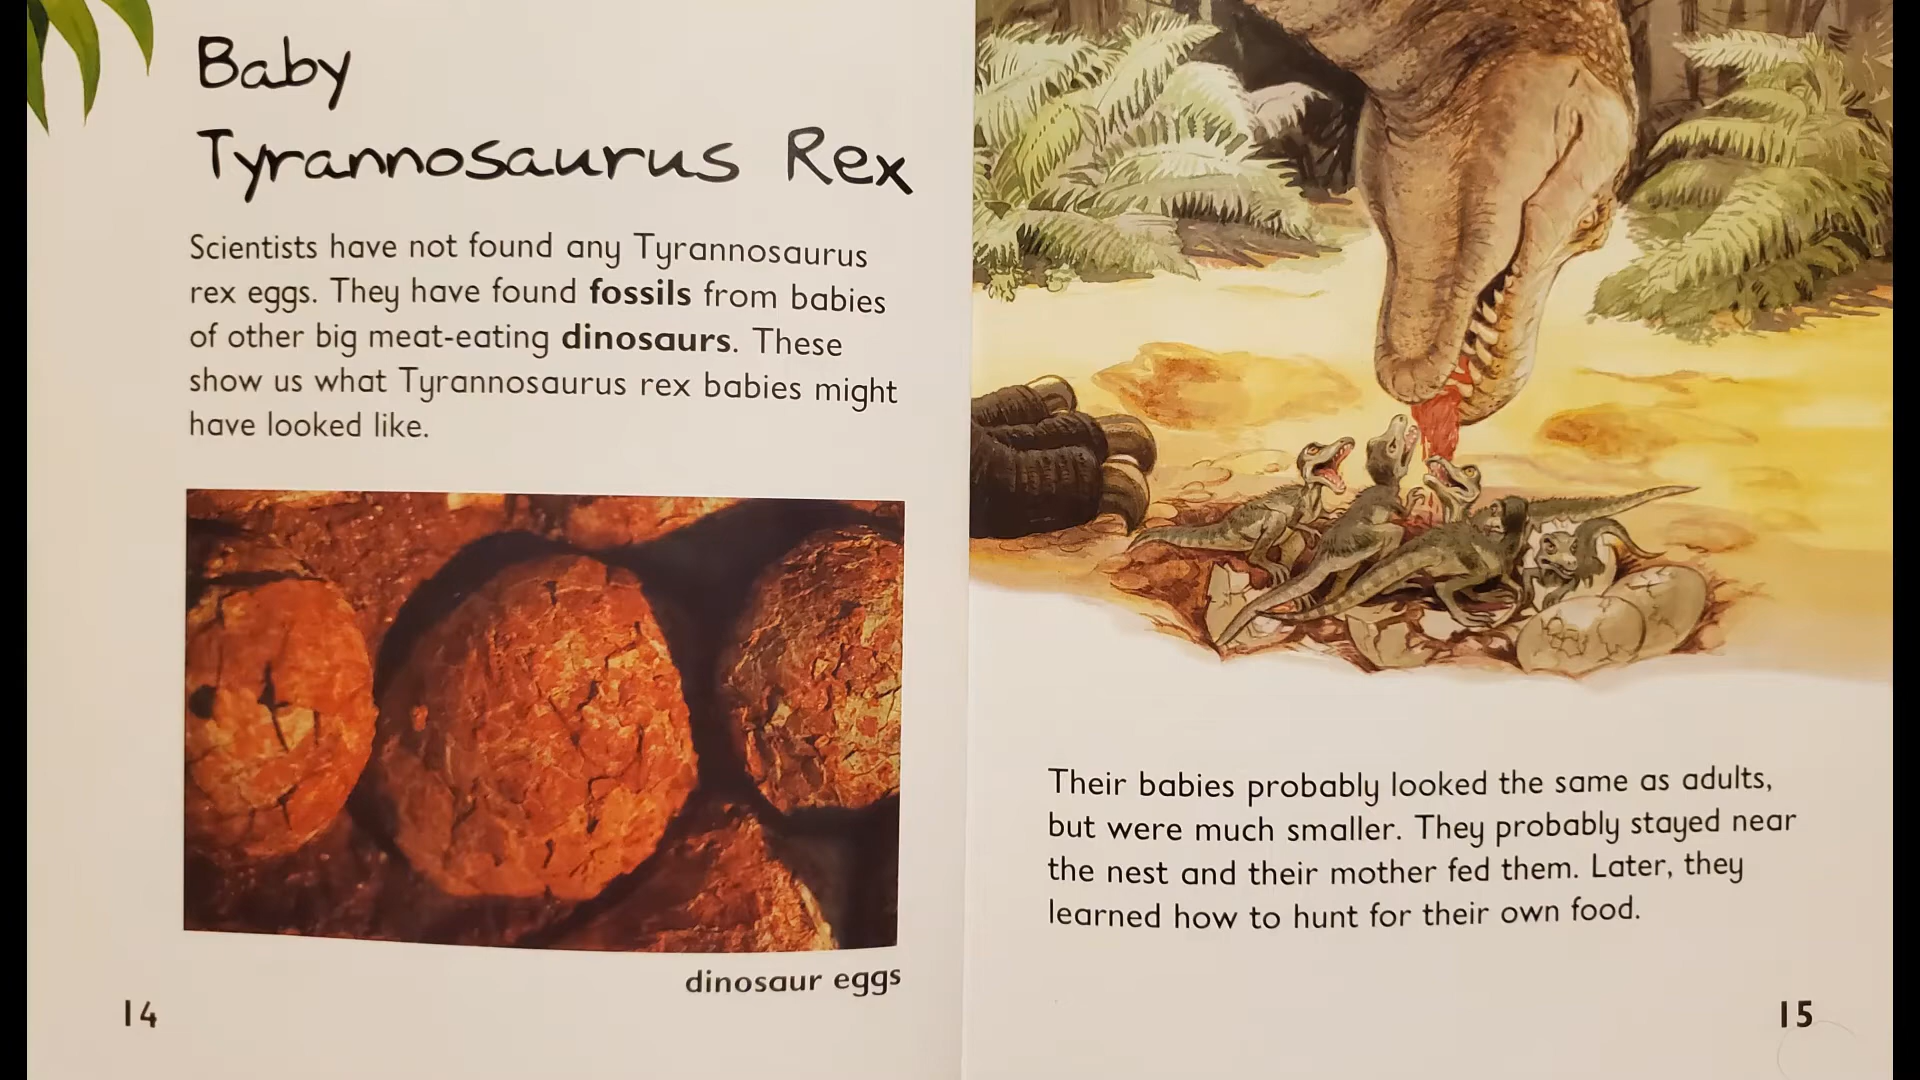 Baby
Tyrannosaurus Rex
Scientists have not found any Tyrannosaurus
rex eggs. They have found fossils from babies
of other big meat-eating dinosaurs. These
show us what Tyrannosaurus rex babies might
have looked like.
dinosaur eggs
14
Their babies probably looked the same as adults,
but were much smaller. They probably stayed near
the nest and their mother fed them. Later, they
learned how to hunt for their own food.
15